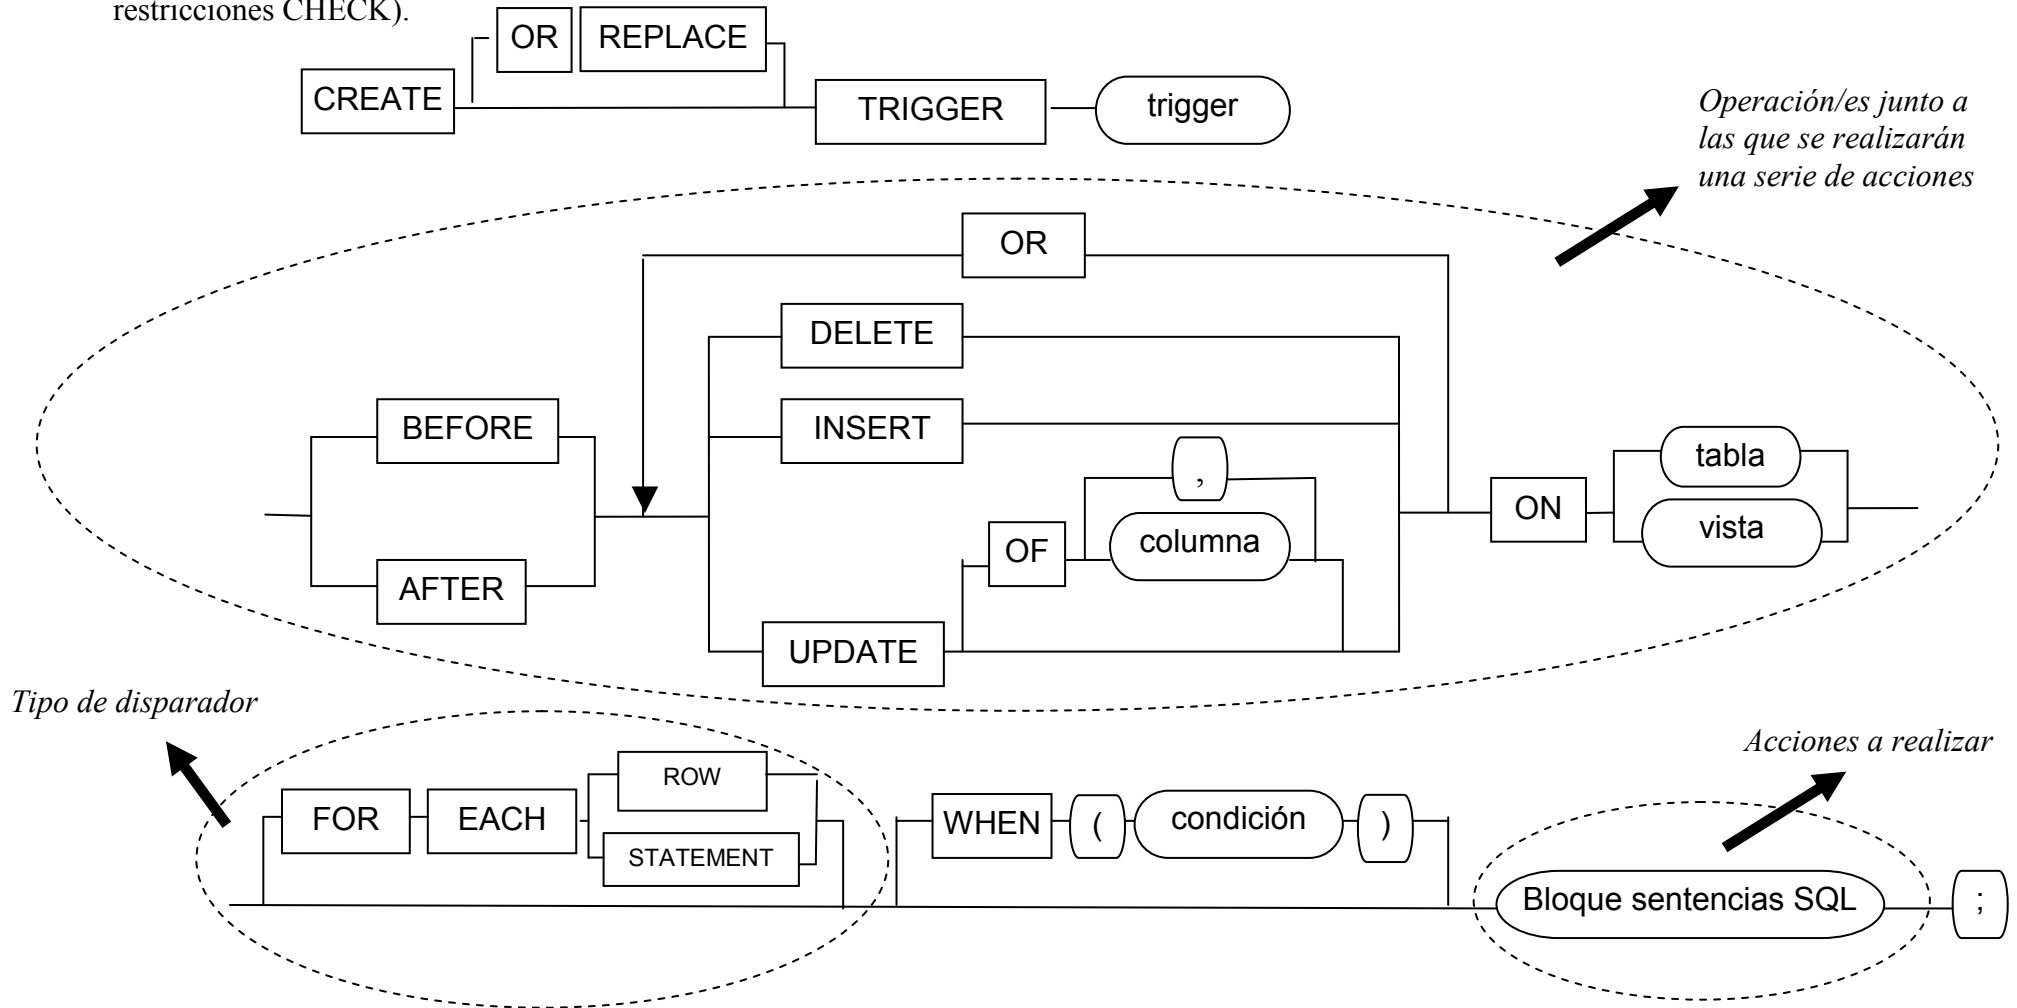 restricciones CHECK).
OR REPLACE
CREATE
TRIGGER
trigger
Operación/es junto a
las que se realizarán
una serie de acciones
OR
DELETE
BEFORE
INSERT
,
tabla
OF
columna
ON
vista
AFTER
UPDATE
Tipo de disparador
Acciones a realizar
ROW
FOR EACH
STATEMENT
WHEN ( condición )
Bloque sentencias SQL ;